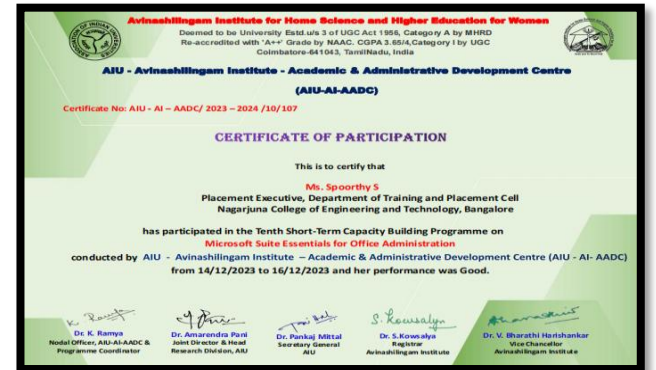 Avinashilingam Institute for Home Science and Higher Education for Women
Deemed to be University Estd.u/s 3 of UGC Act 1956, Category A by MHRD
Re-accredited with 'A++' Grade by NAAC. CGPA 3.65/4,Category I by UGC
Coimbatore-641043, TamilNadu, India
AIU - Avinashilingam Institute - Academic & Administrative Development Centre
(AIU-AI-AADC)
Certificate No: AIU - AI – AADC/ 2023 – 2024 /10/107
CERTIFICATE OF PARTICIPATION
This is to certify that
Ms. Spoorthy S
Placement Executive, Department of Training and Placement Cell
Nagarjuna College of Engineering and Technology, Bangalore
has participated in the Tenth Short-Term Capacity Building Programme on
Microsoft Suite Essentials for Office Administration
conducted by AIU - Avinashilingam Institute – Academic & Administrative Development Centre (AIU - AI- AADC)
from 14/12/2023 to 16/12/2023 and her performance was Good.
Dr. K. Ramya
Nodal Officer, AIU-AI-AADC &
Programme Coordinator
Dr. Amarendra Pani
Joint Director & Head
Research Division, AIU
Dr. Pankaj Mittal
Secretary General
AIU
Dr. S.Kowsalya
Registrar
Avinashilingam Institute
Dr. V. Bharathi Harishankar
Vice Chancellor
Avinashilingam Institute